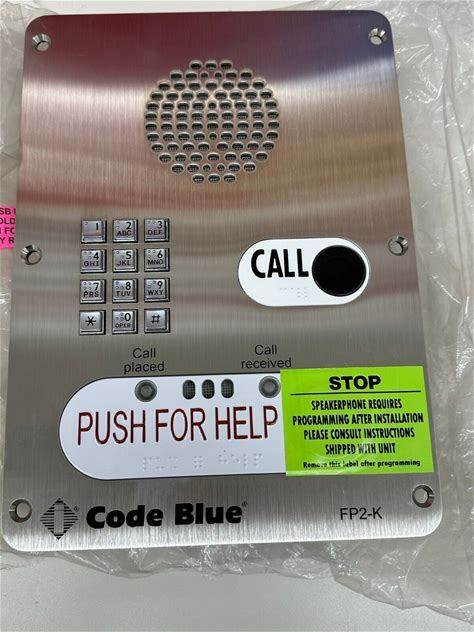 1
2
ABC
3
DEF
4
GHI
5
JKL
6
MNO
7
PRS
8
TUV
9
WXY
*
0
OPER
#
CALL
Call
placed
Call
received
PUSH FOR HELP
STOP
SPEAKERPHONE REQUIRES
PROGRAMMING AFTER INSTALLATION
PLEASE CONSULT INSTRUCTIONS
SHIPPED WITH UNIT
Remove this label after programming
Code Blue®
FP2-K